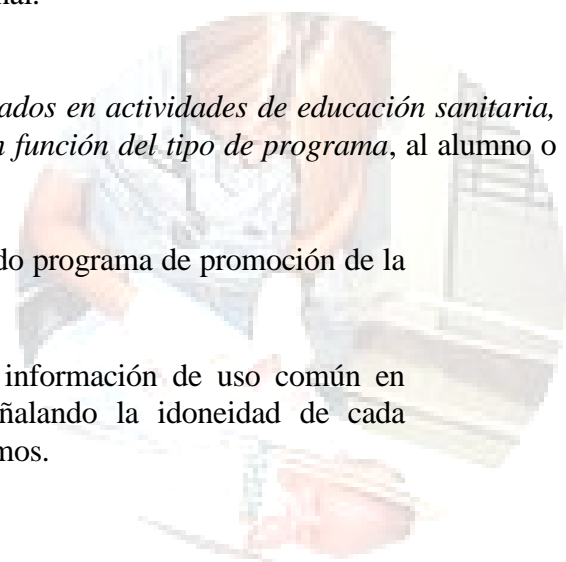 ados en actividades de educación sanitaria,
función del tipo de programa, al alumno o
do programa de promoción de la
información de uso común en
ñalando la idoneidad de cada
mos.